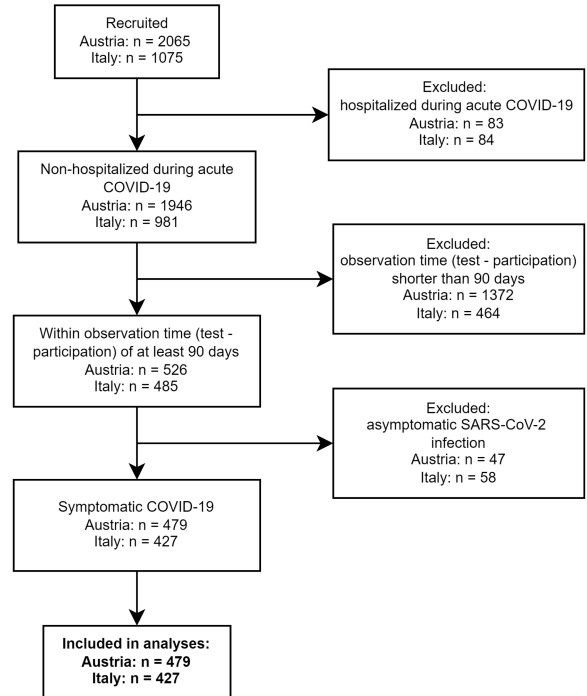 Recruited
Austria: n = 2065
Italy: n = 1075
Excluded:
hospitalized during acute COVID-19
Austria: n = 83
Italy: n = 84
Non-hospitalized during acute
COVID-19
Austria: n = 1946
Italy: n = 981
Excluded:
observation time (test - participation)
shorter than 90 days
Austria: n = 1372
Italy: n = 464
Within observation time (test -
participation) of at least 90 days
Austria: n = 526
Italy: n = 485
Excluded:
asymptomatic SARS-CoV-2
infection
Austria: n = 47
Italy: n = 58
Symptomatic COVID-19
Austria: n = 479
Italy: n = 427
Included in analyses:
Austria: n = 479
Italy: n = 427